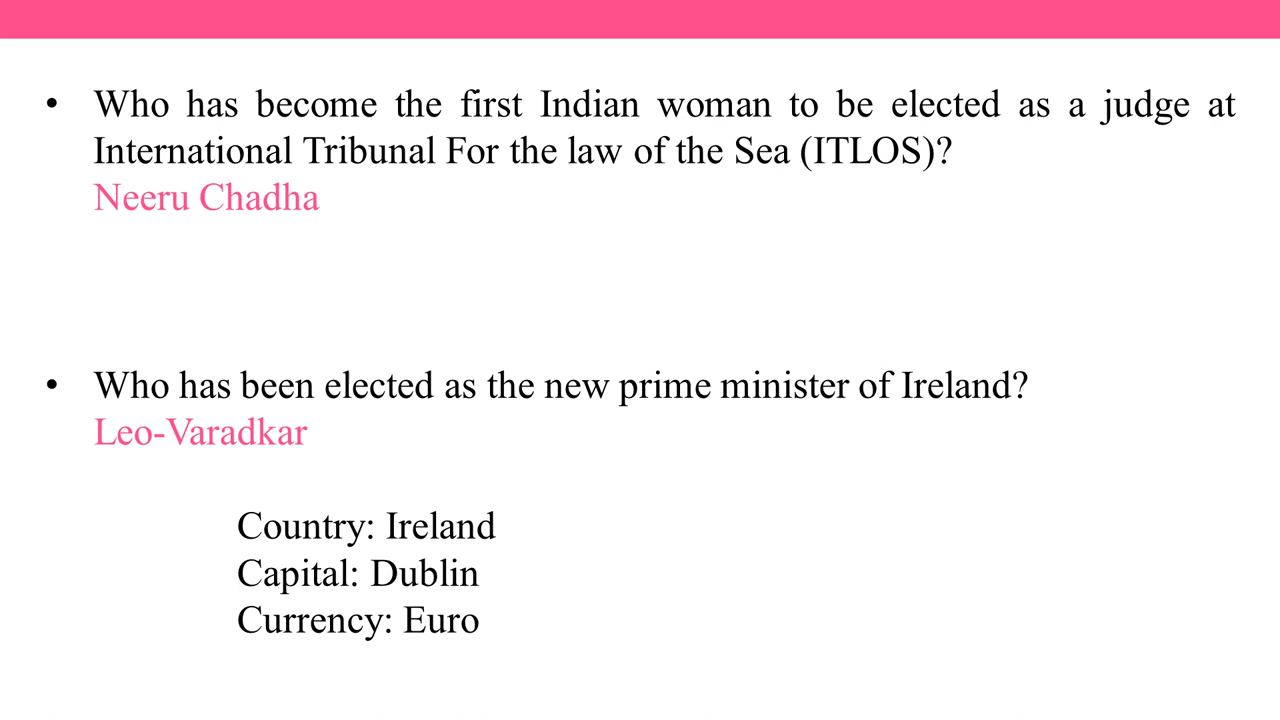 • Who has become the first Indian woman to be elected as a judge at
International Tribunal For the law of the Sea (ITLOS)?
Neeru Chadha
• Who has been elected as the new prime minister of Ireland?
Leo-Varadkar
Country: Ireland
Capital: Dublin
Currency: Euro